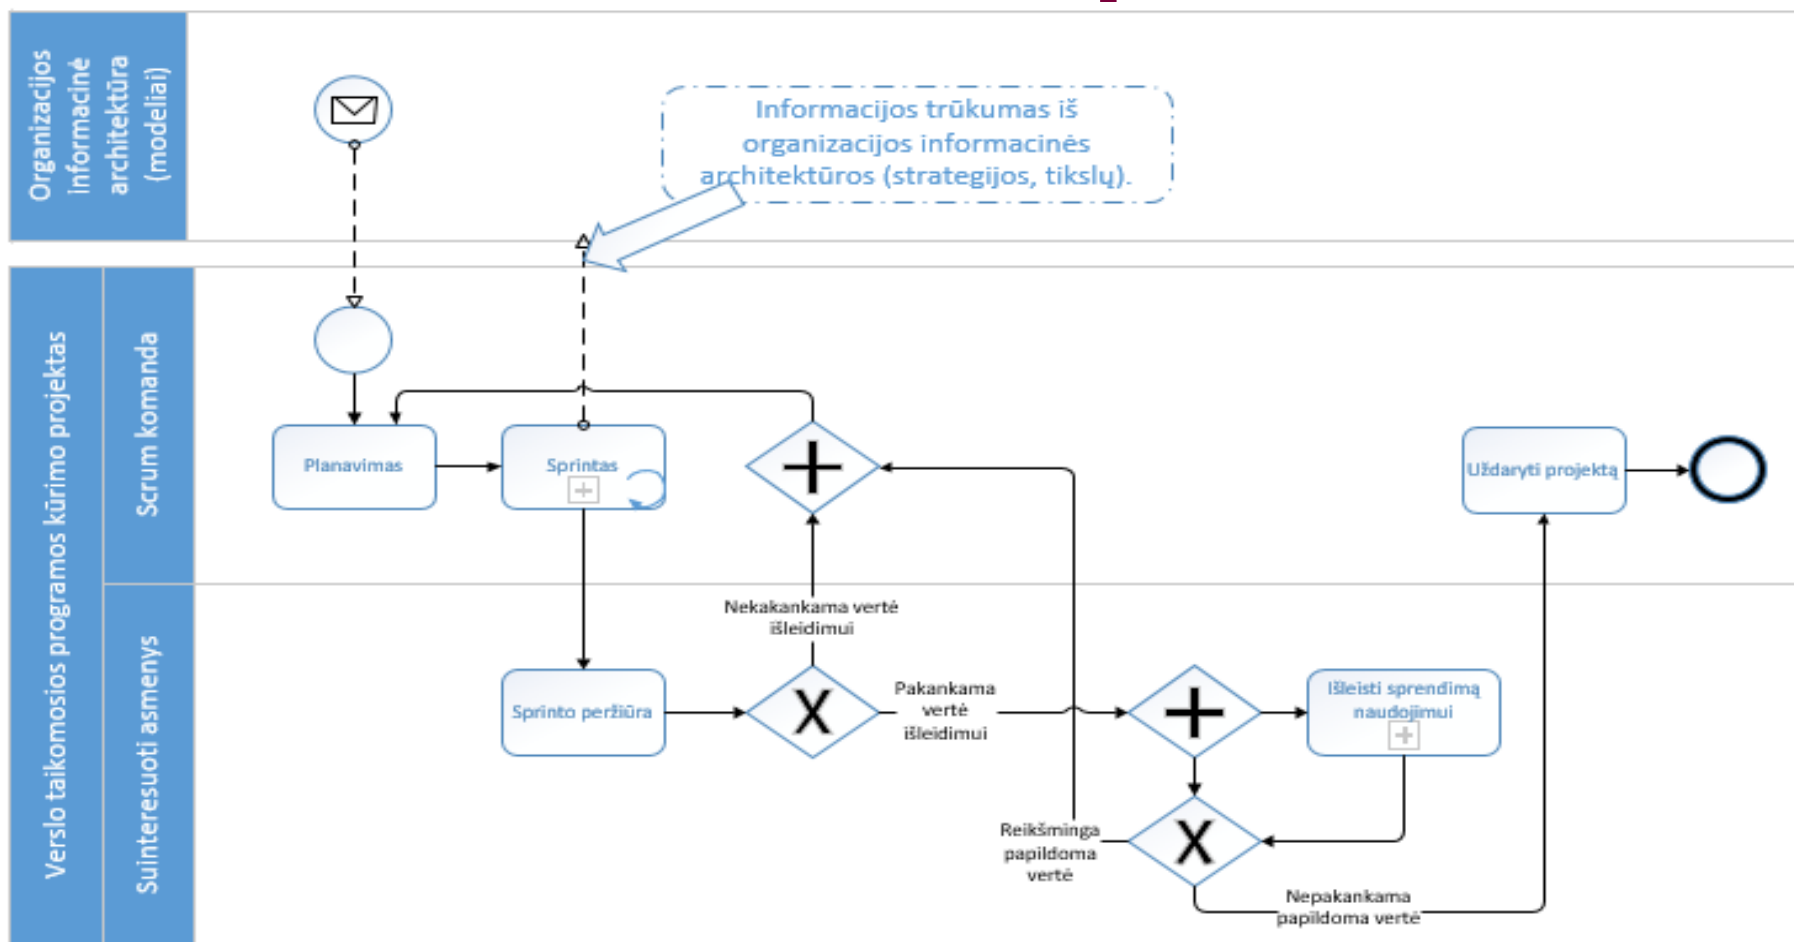 Organizacijos
informacinė
architektūra
(modeliai)
Informacijos trūkumas iš
organizacijos informacinės
architektūros (strategijos, tikslų).
Verslo taikomosios programos kūrimo projektas
Scrum komanda
Planavimas
Sprintas
Uždaryti projektą
Suinteresuoti asmenys
Nekakankama vertė
išleidimui
Sprinto peržiūra
X
Pakankama
vertė
išleidimui
Išleisti sprendimą
naudojimui
Reikšminga
papildoma
vertė
X
Nepakankama
papildoma vertė